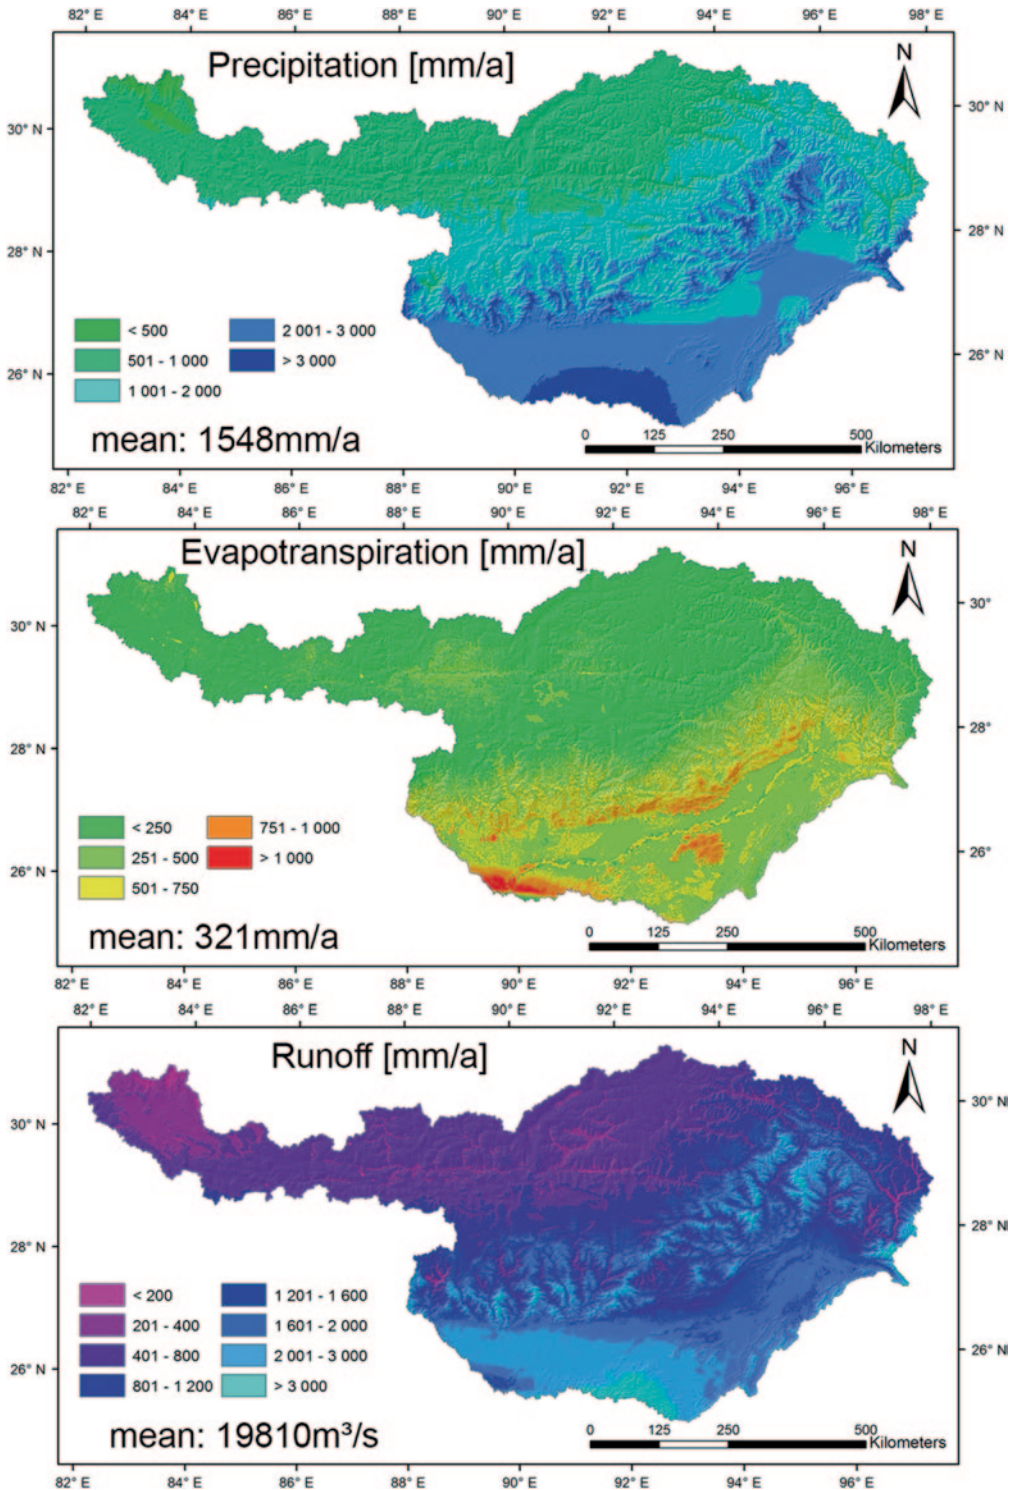 82° E 84° E 86° E 88° E 90° E 92° E 94° E 96° E 98° E
Precipitation [mm/a]
N
30° N
30° N
28° N
28° N
26° N
26° N
< 500
2 001 - 3 000
501 - 1 000
> 3 000
1 001 - 2 000
mean: 1548mm/a
0 125 250 500
Kilometers
82° E 84° E 86° E 88° E 90° E 92° E 94° E 96° E
82° E 84° E 86° E 88° E 90° E 92° E 94° E 96° E 98° E
Evapotranspiration [mm/a]
N
30°
30° N
28° N
28° N
26° N
26° N
< 250
751 - 1 000
251 - 500
> 1 000
501 - 750
mean: 321mm/a
0 125 250 500
Kilometers
82° E 84° E 86° E 88° E 90° E 92° E 94° E 96° E
82° E 84° E 86° E 88° E 90° E 92° E 94° E 96° E 98° E
Runoff [mm/a]
N
30° N
30° N
28° N
28° N
26° N
26° N
< 200
1 201 - 1 600
201 - 400
1 601 - 2 000
401 - 800
2 001 - 3 000
801 - 1 200
> 3 000
mean: 19810m³/s
0 125 250 500
Kilometers
82° E 84° E 86° E 88° E 90° E 92° E 94° E 96° E